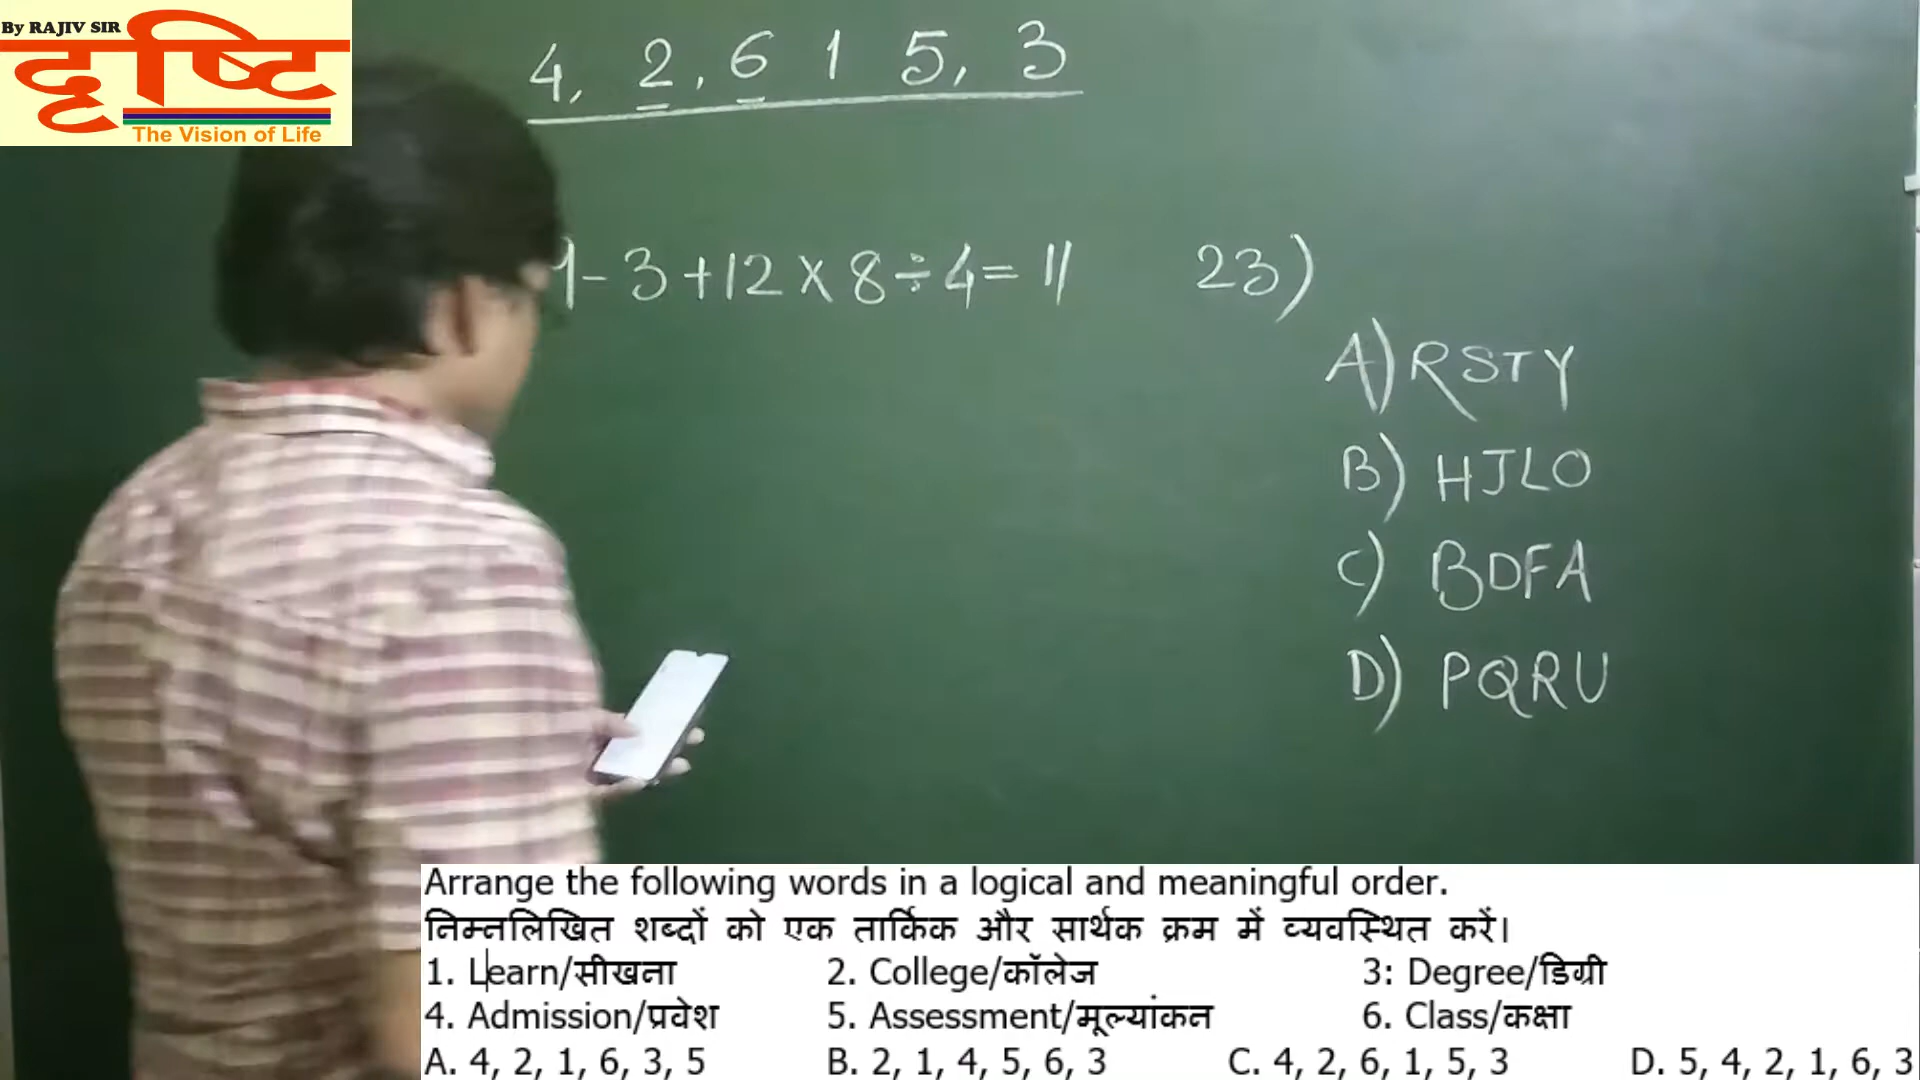 By RAJIV SIR
दृष्टि
The Vision of Life
4, 2, 6 1 5, 3
- 3 + 12 × 8 ÷ 4 = 11
23)
A) RSTY
B) HJLO
C) BDFA
D) PQRU
Arrange the following words in a logical and meaningful order.
निम्नलिखित शब्दों को एक तार्किक और सार्थक क्रम में व्यवस्थित करें।
1. Learn/सीखना 2. College/कॉलेज 3: Degree/डिग्री
4. Admission/प्रवेश 5. Assessment/मूल्यांकन 6. Class/कक्षा
A. 4, 2, 1, 6, 3, 5 B. 2, 1, 4, 5, 6, 3 C. 4, 2, 6, 1, 5, 3 D. 5, 4, 2, 1, 6, 3